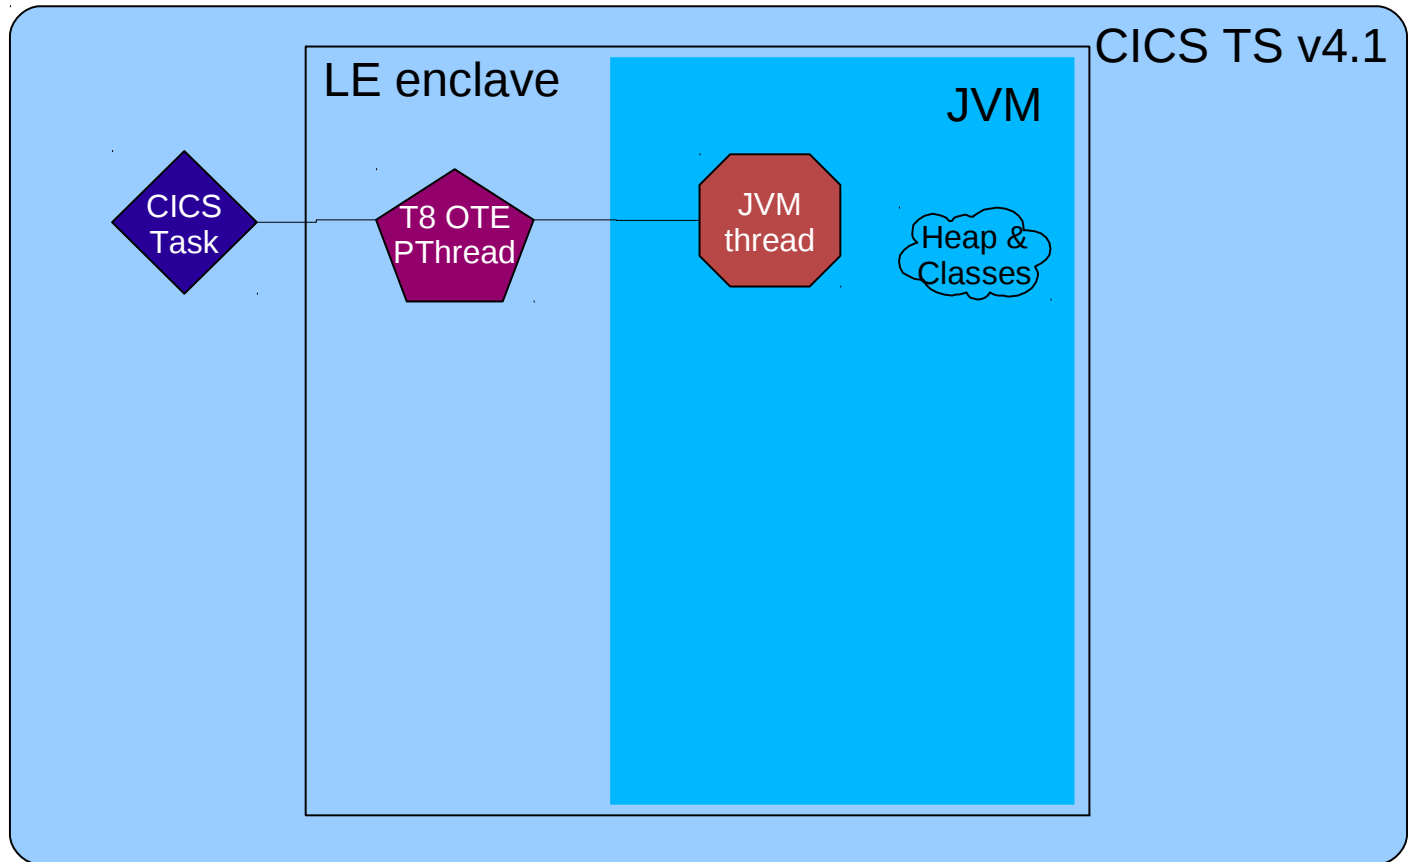 CICS TS v4.1
LE enclave
JVM
CICS
Task
T8 OTE
PThread
JVM
thread
Heap &
Classes